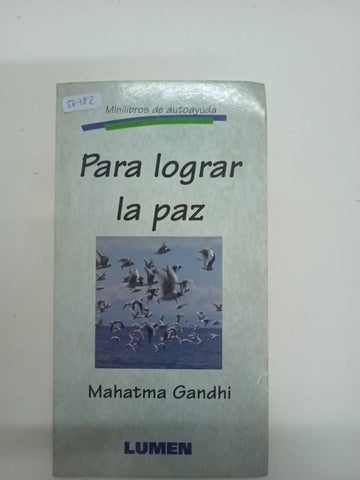 56782
Minilibros de autoayuda
Para lograr
la paz
Mahatma Gandhi
LUMEN